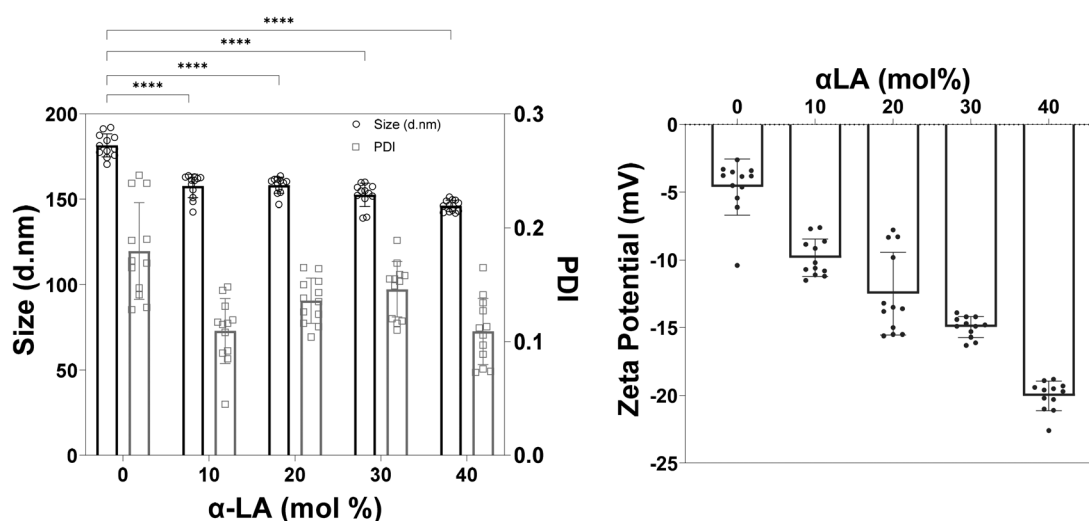 ****
****
****
****
200
150
100
50
0
Size (d.nm)
Size (d.nm)
PDI
0.3
0.2
0.1
0.0
PDI
0 10 20 30 40
α-LA (mol %)
αLA (mol%)
0 10 20 30 40
0
-5
-10
-15
-20
-25
Zeta Potential (mV)